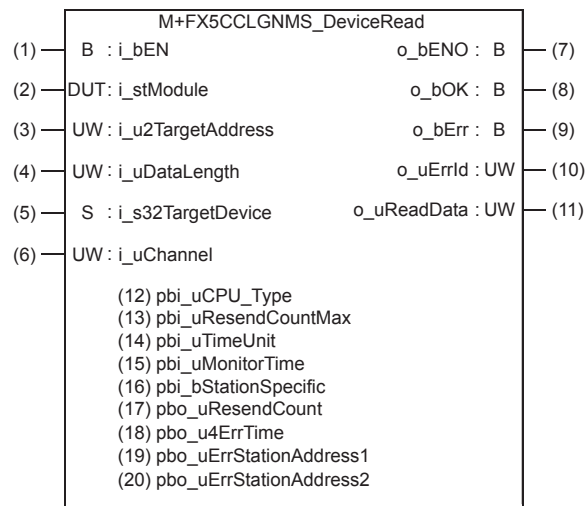 M+FX5CCLGNMS_DeviceRead
(1) B : i_bEN o_bENO : B (7)
(2) DUT : i_stModule o_bOK : B (8)
(3) UW : i_u2TargetAddress o_bErr : B (9)
(4) UW : i_uDataLength o_uErrId : UW (10)
(5) S : i_s32TargetDevice o_uReadData : UW (11)
(6) UW : i_uChannel
(12) pbi_uCPU_Type
(13) pbi_uResendCountMax
(14) pbi_uTimeUnit
(15) pbi_uMonitorTime
(16) pbi_bStationSpecific
(17) pbo_uResendCount
(18) pbo_u4ErrTime
(19) pbo_uErrStationAddress1
(20) pbo_uErrStationAddress2